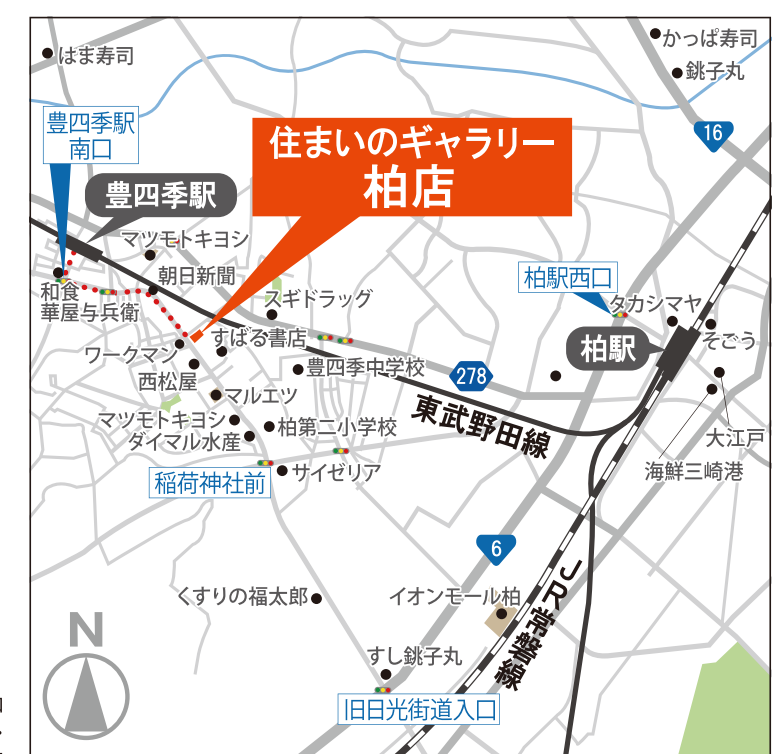 はま寿司
かっぱ寿司
銚子丸
豊四季駅
南口
16
住まいのギャラリー
柏店
豊四季駅
マツモトキヨシ
朝日新聞
和食
華屋与兵衛
スギドラッグ
柏駅西口
タカシマヤ
そごう
柏駅
すばる書店
ワークマン
西松屋
豊四季中学校
278
マルエツ
東武野田線
マツモトキヨシ
ダイマル水産
柏第二小学校
大江戸
海鮮三崎港
サイゼリア
稲荷神社前
6
JR常磐線
くすりの福太郎
イオンモール柏
N
すし銚子丸
旧日光街道入口